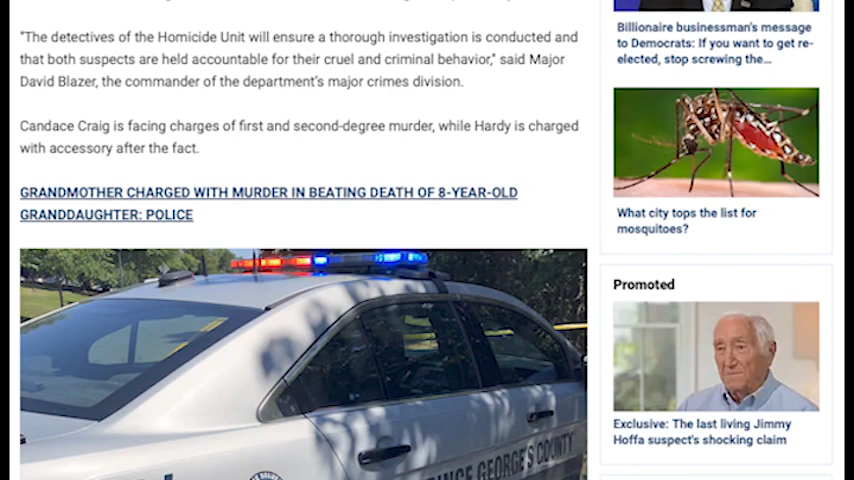 "The detectives of the Homicide Unit will ensure a thorough investigation is conducted and
that both suspects are held accountable for their cruel and criminal behavior," said Major
David Blazer, the commander of the department's major crimes division.
Candace Craig is facing charges of first and second-degree murder, while Hardy is charged
with accessory after the fact.
GRANDMOTHER CHARGED WITH MURDER IN BEATING DEATH OF 8-YEAR-OLD
GRANDDAUGHTER: POLICE
PRINCE GEORGE'S COUNTY
Billionaire businessman's message
to Democrats: If you want to get re-
elected, stop screwing the...
What city tops the list for
mosquitoes?
Promoted
Exclusive: The last living Jimmy
Hoffa suspect's shocking claim